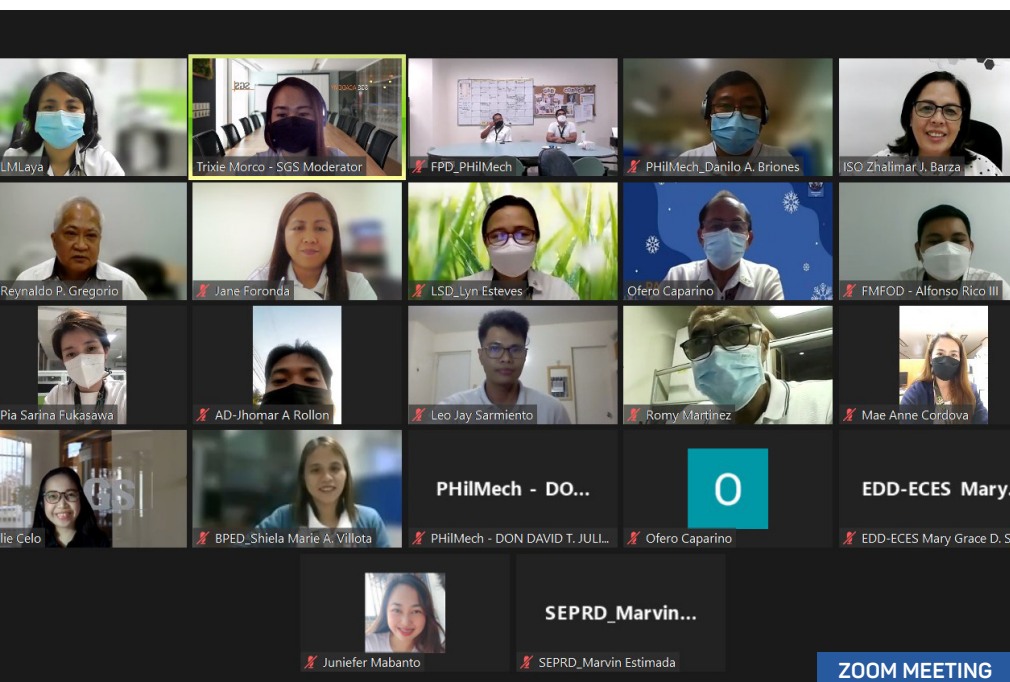 LMLaya
Trixie Morco - SGS Moderator
FPD_PHilMech
PHilMech_Danilo A. Briones
ISO Zhalimar J. Barza
Reynaldo P. Gregorio
Jane Foronda
LSD_Lyn Esteves
Ofero Caparino
FMFOD - Alfonso Rico III
Pia Sarina Fukasawa
AD-Jhomar A Rollon
Leo Jay Sarmiento
Romy Martinez
Mae Anne Cordova
SGS
lie Celo
BPED_Shiela Marie A. Villota
PHilMech - DO...
PHilMech - DON DAVID T. JULI...
O
Ofero Caparino
EDD-ECES Mary
EDD-ECES Mary Grace D. S
Juniefer Mabanto
SEPRD_Marvin...
SEPRD_Marvin Estimada
ZOOM MEETING